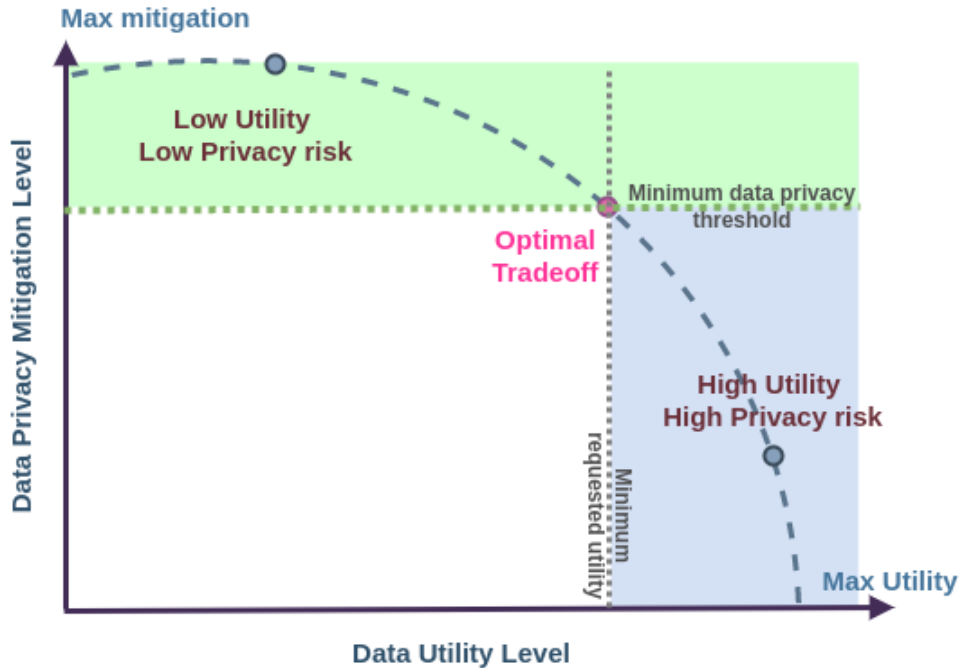 Max mitigation
Low Utility
Low Privacy risk
Minimum data privacy
threshold
Optimal
Tradeoff
High Utility
High Privacy risk
Minimum
requested utility
Max Utility
Data Privacy Mitigation Level
Data Utility Level